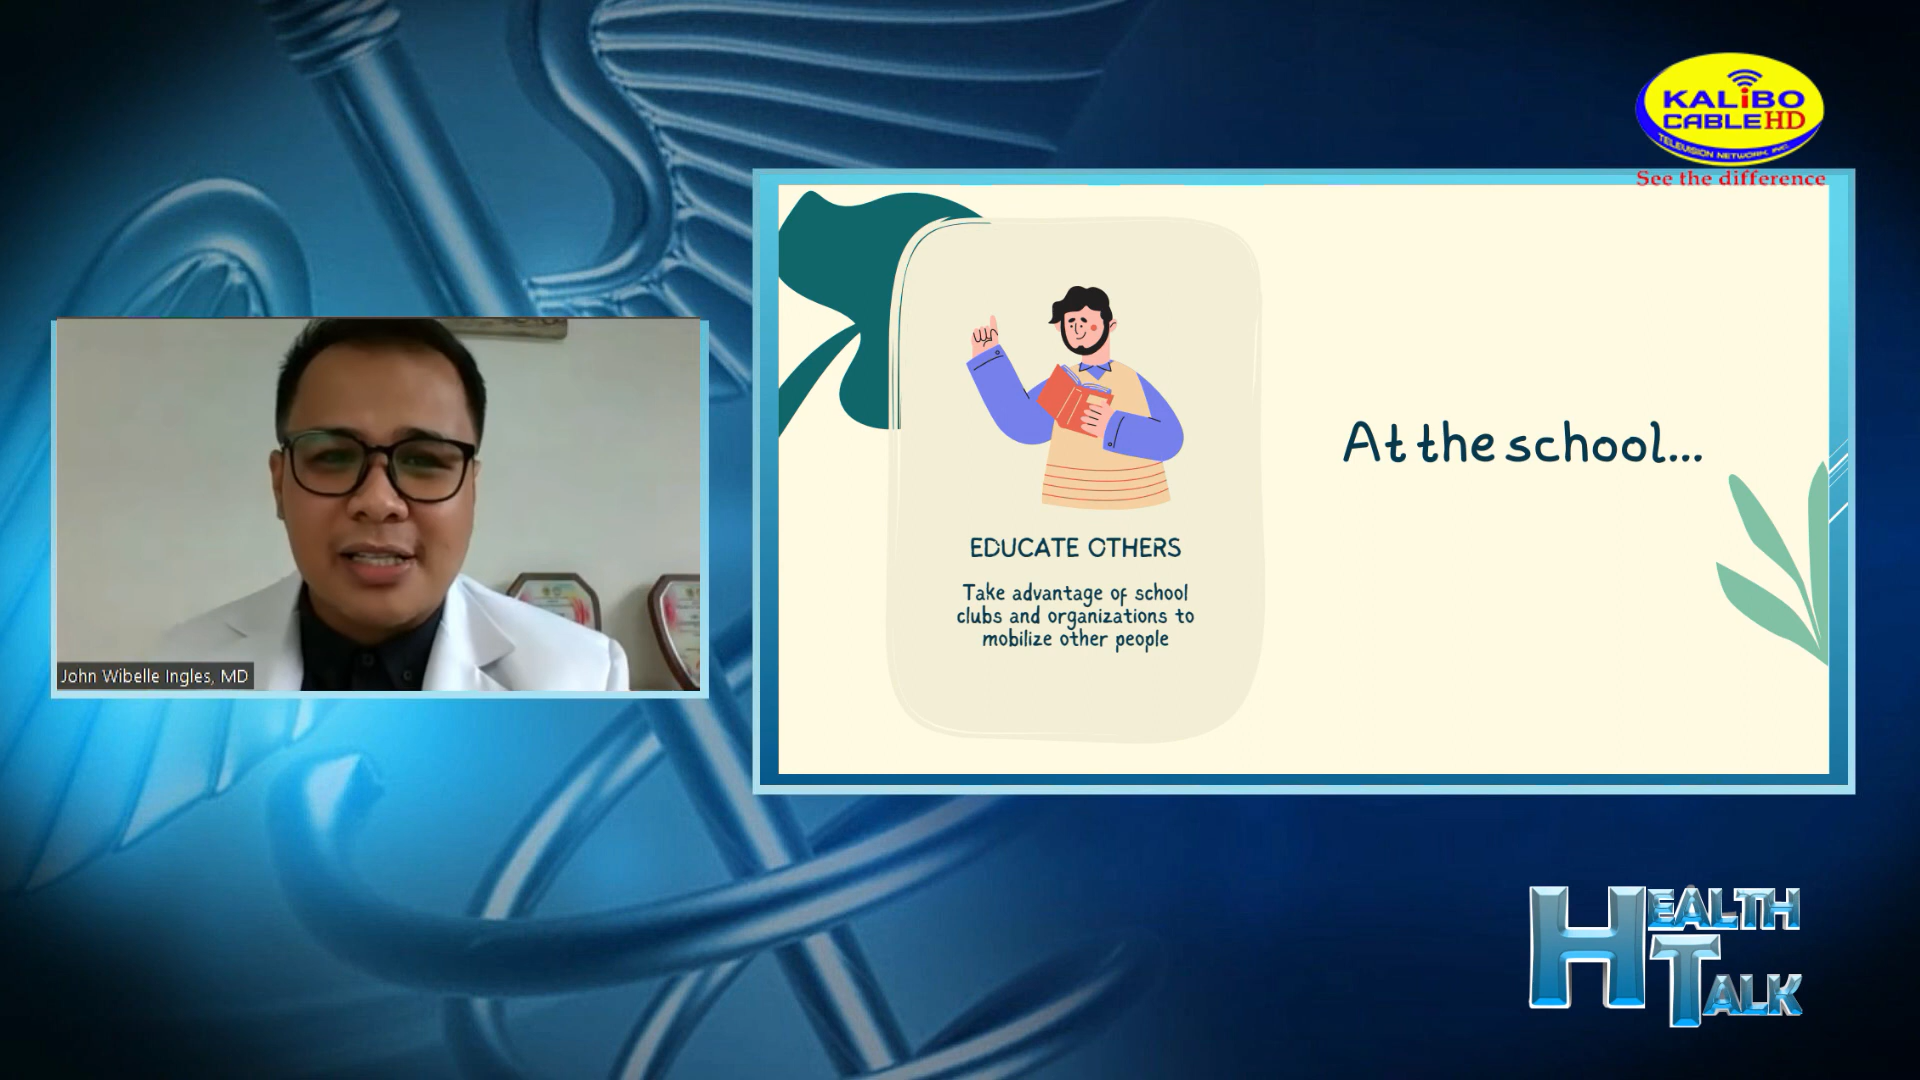 KALiBO
CABLEHD
TELEVISION NETWORK, INC.
See the difference
At the school...
EDUCATE OTHERS
Take advantage of school
clubs and organizations to
mobilize other people
John Wibelle Ingles, MD
HEALTH
TALK